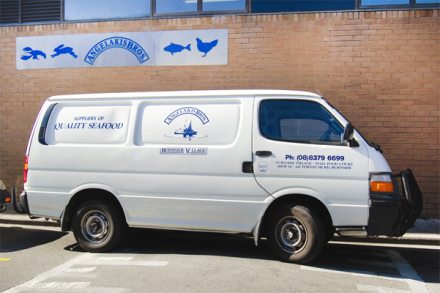 ANGELAKIS BROS.
SUPPLIERS OF
QUALITY SEAFOOD
ANGELAKIS BROS.
BURNSIDE VILLAGE
Ph: (08)8379 6699